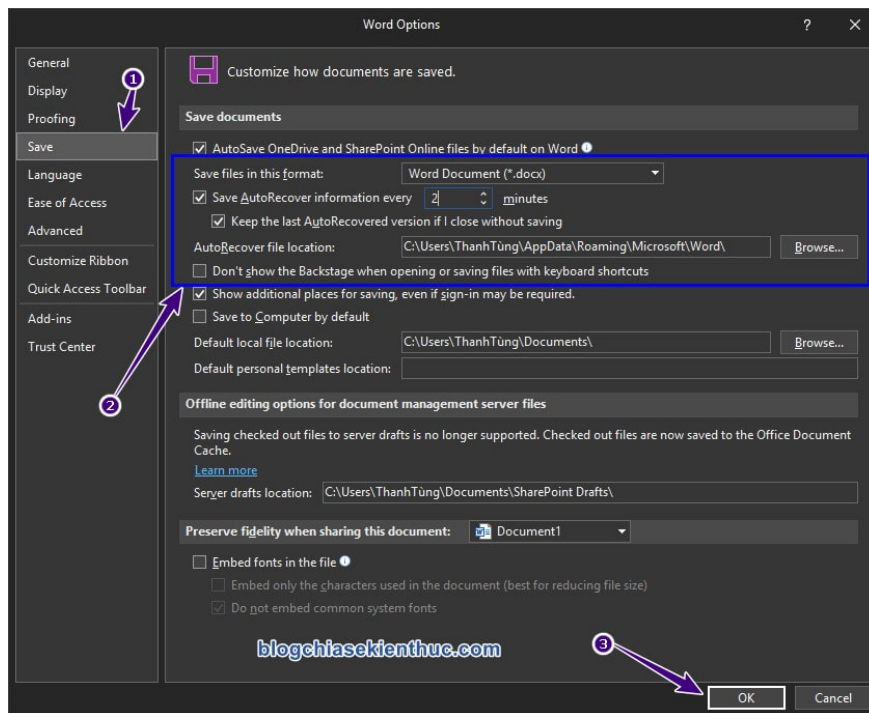 Word Options
?
General
Display
Proofing
Save
Language
Ease of Access
Advanced
Customize Ribbon
Quick Access Toolbar
Add-ins
Trust Center
1
2
Customize how documents are saved.
Save documents
AutoSave OneDrive and SharePoint Online files by default on Word
Save files in this format: Word Document (*.docx)
Save AutoRecover information every 2 minutes
Keep the last AutoRecovered version if I close without saving
AutoRecover file location: C:\Users\ThanhTùng\AppData\Roaming\Microsoft\Word\ Browse...
Don't show the Backstage when opening or saving files with keyboard shortcuts
Show additional places for saving, even if sign-in may be required.
Save to Computer by default
Default local file location: C:\Users\ThanhTùng\Documents\ Browse...
Default personal templates location:
Offline editing options for document management server files
Saving checked out files to server drafts is no longer supported. Checked out files are now saved to the Office Document
Cache.
Learn more
Server drafts location: C:\Users\ThanhTùng\Documents\SharePoint Drafts\
Preserve fidelity when sharing this document: Document1
Embed fonts in the file
Embed only the characters used in the document (best for reducing file size)
Do not embed common system fonts
blogchiasekienthuc.com
3
OK Cancel